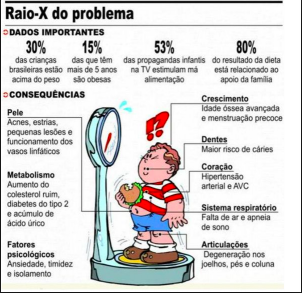 Raio-X do problema
DADOS IMPORTANTES
30%
das crianças
brasileiras estão
acima do peso
15%
das que têm
mais de 5 anos
são obesas
53%
das propagandas infantis
na TV estimulam má
alimentação
80%
do resultado da dieta
está relacionado ao
apoio da família
CONSEQUÊNCIAS
Pele
Acnes, estrias,
pequenas lesões e
funcionamento dos
vasos linfáticos
Metabolismo
Aumento do
colesterol ruim,
diabetes do tipo 2
e acúmulo de
ácido úrico
Fatores
psicológicos
Ansiedade, timidez
e isolamento
!?
Crescimento
Idade óssea avançada
e menstruação precoce
Dentes
Maior risco de cáries
Coração
Hipertensão
arterial e AVC
Sistema respiratório
Falta de ar e apneia
de sono
Articulações
Degeneração nos
joelhos, pés e coluna